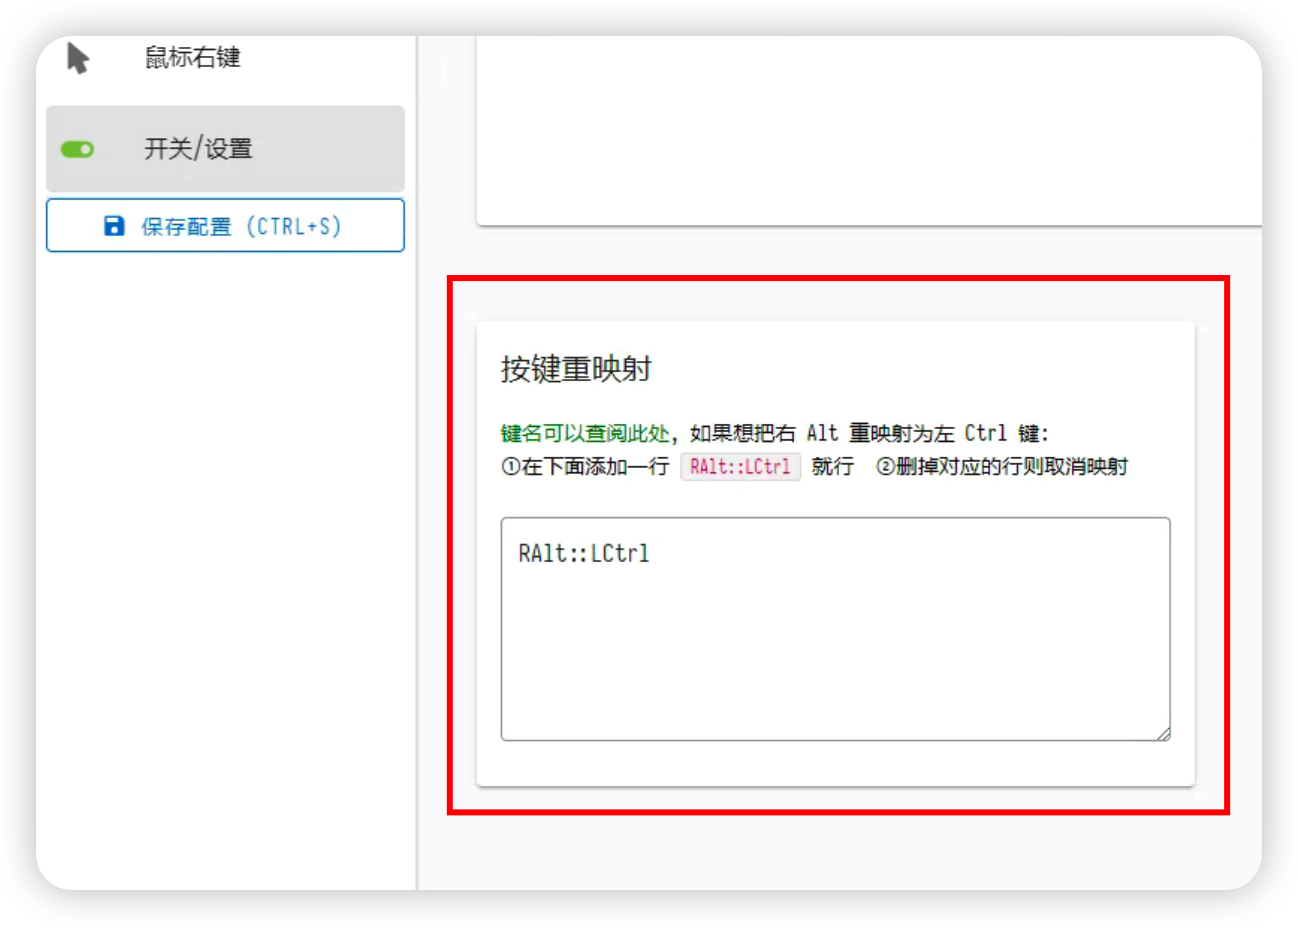 鼠标右键
开关/设置
保存配置 (CTRL+S)
按键重映射
键名可以查阅此处, 如果想把右 Alt 重映射为左 Ctrl 键:
①在下面添加一行 RAlt::LCtrl 就行 ②删掉对应的行则取消映射
RAlt::LCtrl